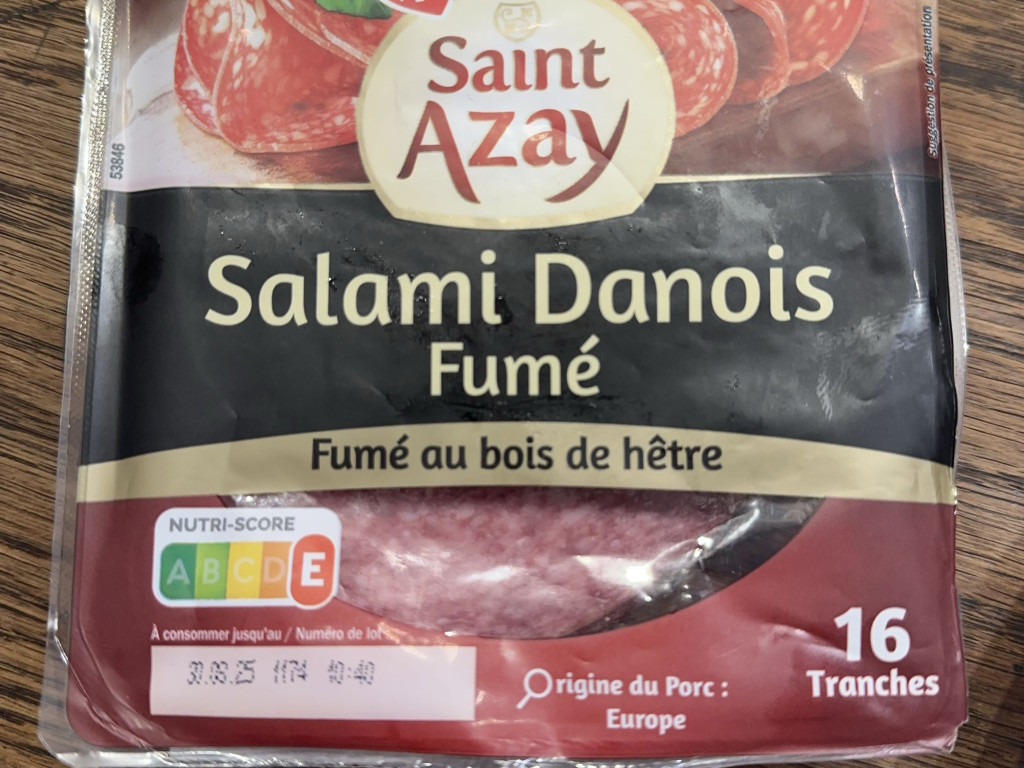 Saint
Azay
Suggestion de présentation
53846
Salami Danois
Fumé
Fumé au bois de hêtre
NUTRI-SCORE
A B C D E
À consommer jusqu'au / Numéro de lot
30.08.25 1174 10:40
Origine du Porc :
Europe
16
Tranches